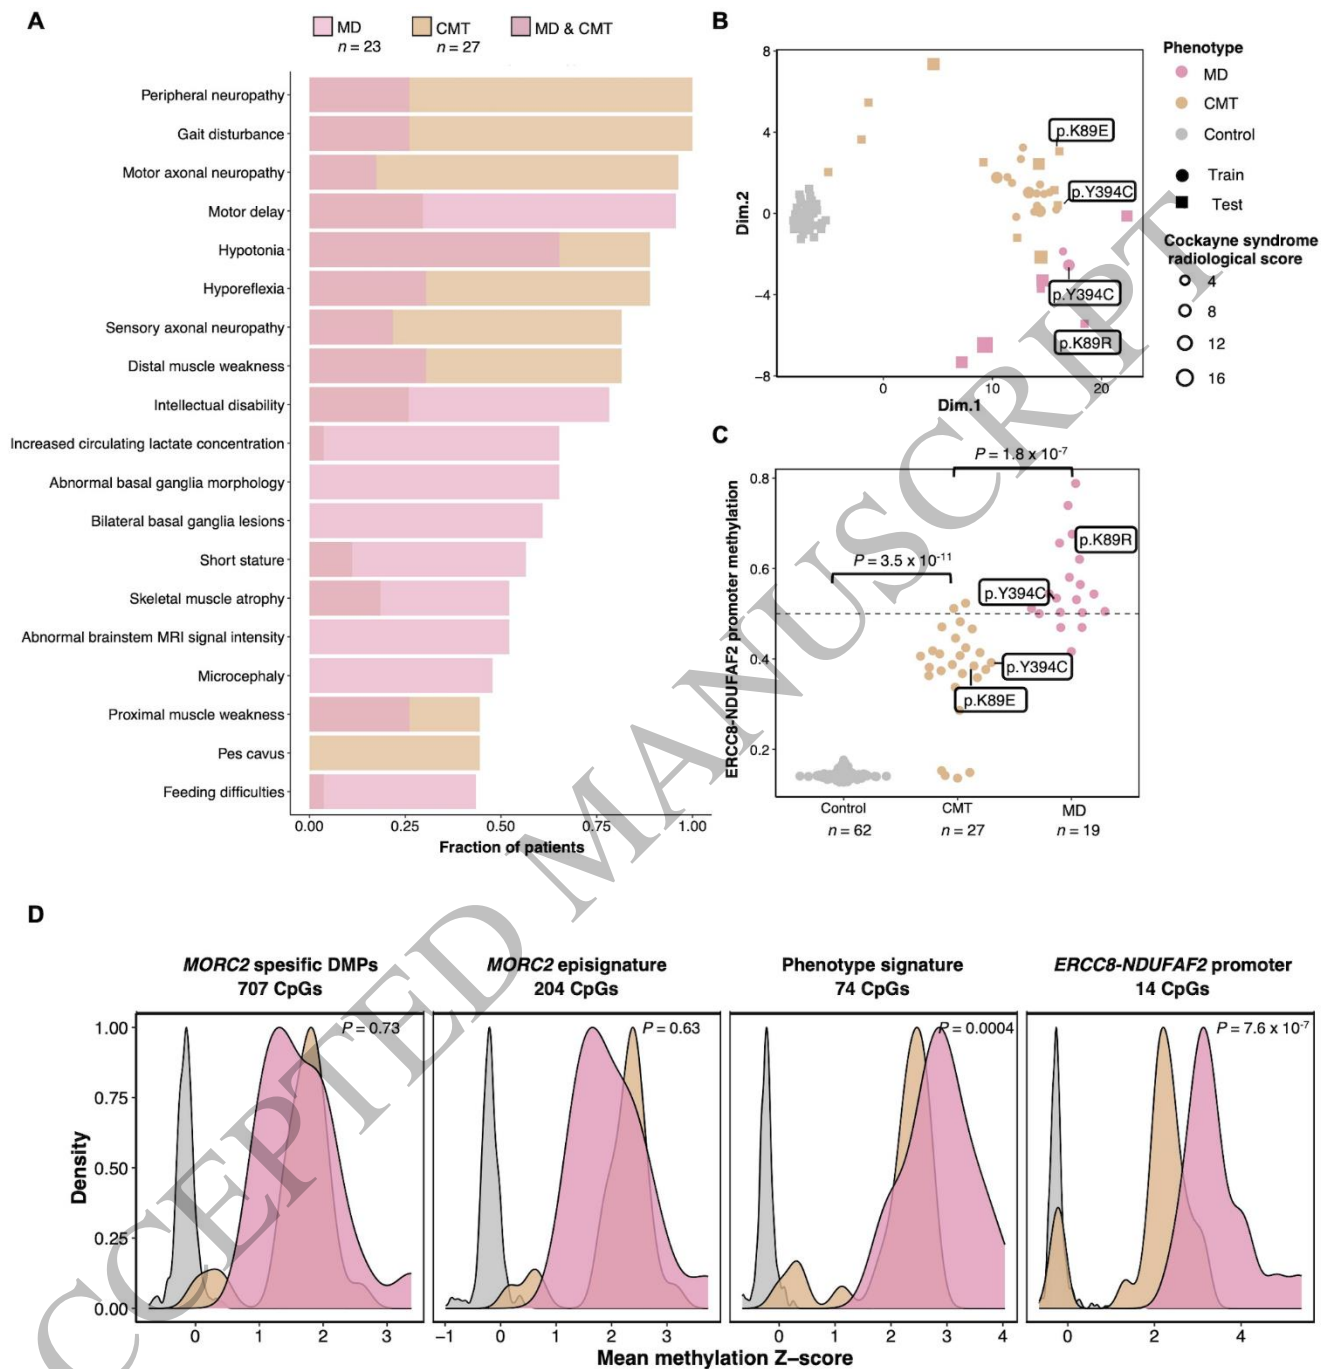 A
MD
n = 23
CMT
n = 27
MD & CMT
Peripheral neuropathy
Gait disturbance
Motor axonal neuropathy
Motor delay
Hypotonia
Hyporeflexia
Sensory axonal neuropathy
Distal muscle weakness
Intellectual disability
Increased circulating lactate concentration
Abnormal basal ganglia morphology
Bilateral basal ganglia lesions
Short stature
Skeletal muscle atrophy
Abnormal brainstem MRI signal intensity
Microcephaly
Proximal muscle weakness
Pes cavus
Feeding difficulties
0.00 0.25 0.50 0.75 1.00
Fraction of patients
B
8
4
0
−4
−8
Dim.2
p.K89E
p.Y394C
p.Y394C
p.K89R
0 10 20
Dim.1
Phenotype
MD
CMT
Control
Train
Test
Cockayne syndrome
radiological score
4
8
12
16
C
P = 1.8 x 10-7
P = 3.5 x 10-11
0.8
0.6
0.4
0.2
ERCC8-NDUFAF2 promoter methylation
p.K89R
p.Y394C
p.Y394C
p.K89E
Control CMT MD
n = 62 n = 27 n = 19
D
MORC2 spesific DMPs
707 CpGs
P = 0.73
MORC2 episignature
204 CpGs
P = 0.63
Phenotype signature
74 CpGs
P = 0.0004
ERCC8-NDUFAF2 promoter
14 CpGs
P = 7.6 x 10-7
1.00
0.75
0.50
0.25
0.00
Density
0 1 2 3
−1 0 1 2 3
0 1 2 3 4
0 2 4
Mean methylation Z−score
CCEPTED MANUSCRIPT